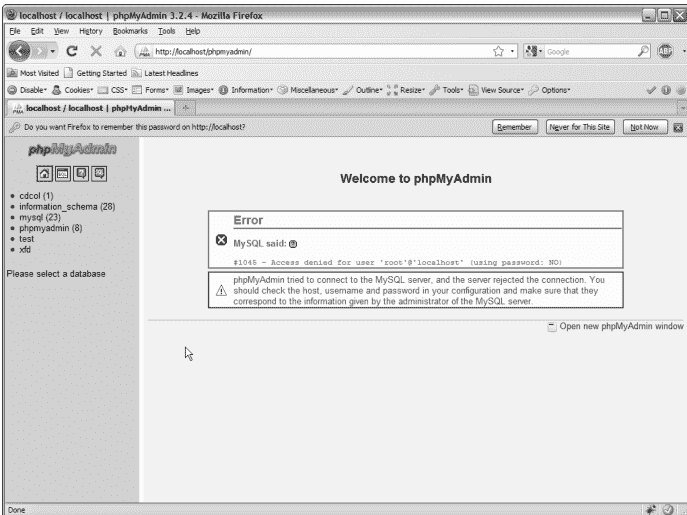 localhost / localhost | phpMyAdmin 3.2.4 - Mozilla Firefox
File Edit View History Bookmarks Tools Help
http://localhost/phpmyadmin/
Google
Most Visited Getting Started Latest Headlines
Disable Cookies CSS Forms Images Information Miscellaneous Outline Resize Tools View Source Options
localhost / localhost | phpMyAdmin ...
Do you want Firefox to remember this password on http://localhost?
Remember Never for This Site Not Now
phpMyAdmin
cdcol (1)
information_schema (28)
mysql (23)
phpmyadmin (8)
test
xfd
Please select a database
Welcome to phpMyAdmin
Error
MySQL said:
#1045 - Access denied for user 'root'@'localhost' (using password: NO)
phpMyAdmin tried to connect to the MySQL server, and the server rejected the connection. You
should check the host, username and password in your configuration and make sure that they
correspond to the information given by the administrator of the MySQL server.
Open new phpMyAdmin window
Done